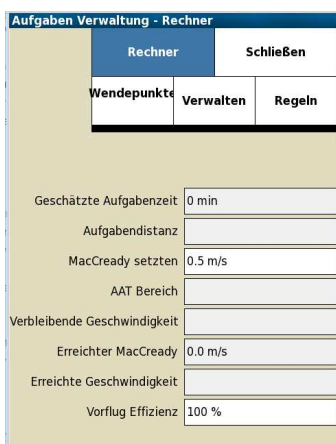 Aufgaben Verwaltung - Rechner
Rechner Schließen
Wendepunkte Verwalten Regeln
Geschätzte Aufgabenzeit 0 min
Aufgabendistanz
MacCready setzten 0.5 m/s
AAT Bereich
Verbleibende Geschwindigkeit
Erreichter MacCready 0.0 m/s
Erreichte Geschwindigkeit
Vorflug Effizienz 100 %